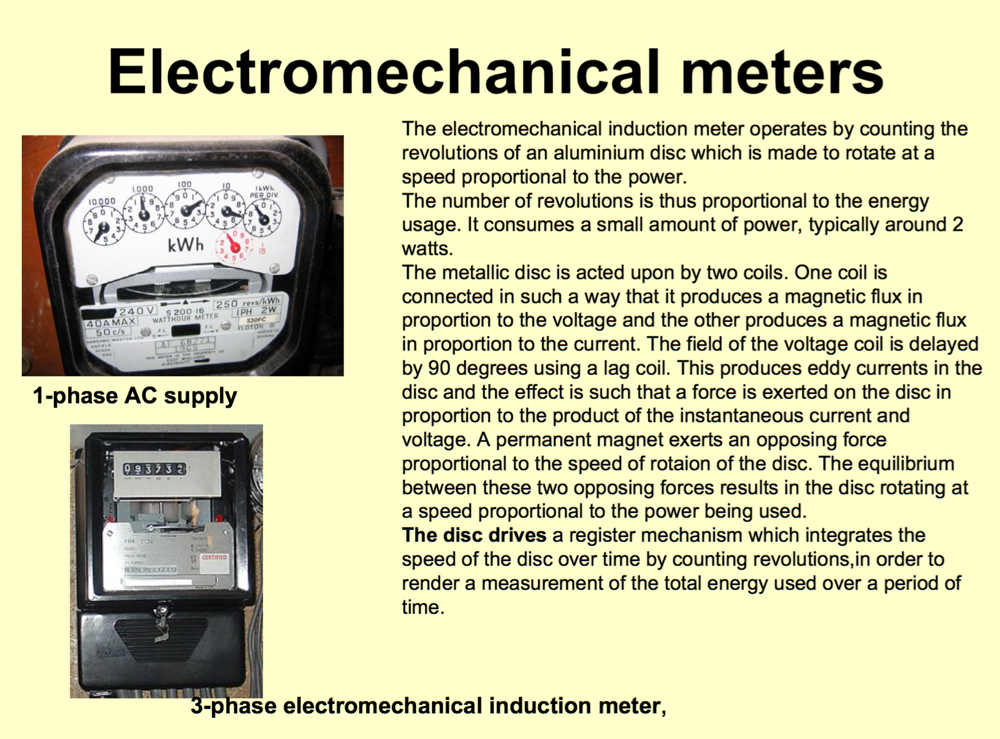 Electromechanical meters
The electromechanical induction meter operates by counting the
revolutions of an aluminium disc which is made to rotate at a
speed proportional to the power.
The number of revolutions is thus proportional to the energy
usage. It consumes a small amount of power, typically around 2
watts.
The metallic disc is acted upon by two coils. One coil is
connected in such a way that it produces a magnetic flux in
proportion to the voltage and the other produces a magnetic flux
in proportion to the current. The field of the voltage coil is delayed
by 90 degrees using a lag coil. This produces eddy currents in the
disc and the effect is such that a force is exerted on the disc in
proportion to the product of the instantaneous current and
voltage. A permanent magnet exerts an opposing force
proportional to the speed of rotaion of the disc. The equilibrium
between these two opposing forces results in the disc rotating at
a speed proportional to the power being used.
The disc drives a register mechanism which integrates the
speed of the disc over time by counting revolutions,in order to
render a measurement of the total energy used over a period of
time.
10.000 1.000 100 10 1kWh.
PER DIV.
kWh
1/10
240V 250 revs/kWh
S 200·16
40A MAX WATTHOUR METER 1PH 2W
50 c/s S30FC
F.L F.L FLOTON ®
MAGNETIC
BEARING
SANGAMO WESTON LTD
ENFIELD
MIDDX
ENG
1965
THIS METER IS THE PROPERTY OF
EAST MIDLANDS
ELECTRICITY
1-phase AC supply
09373
CERTIFIED
3-phase electromechanical induction meter,